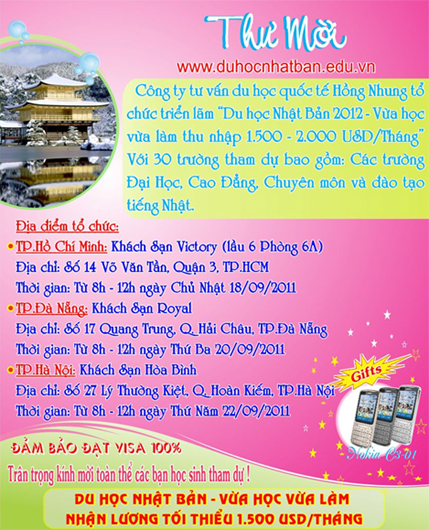 Thư Mời
www.duhocnhatban.edu.vn
Công ty tư vấn du học quốc tế Hồng Nhung tổ
chức triển lãm "Du học Nhật Bản 2012 - Vừa học
vừa làm thu nhập 1.500 - 2.000 USD/Tháng"
Với 30 trường tham dự bao gồm: Các trường
Đại Học, Cao Đẳng, Chuyên môn và đào tạo
tiếng Nhật.
Địa điểm tổ chức:
• TP.Hồ Chí Minh: Khách Sạn Victory (lầu 6 Phòng 6A)
Địa chỉ: Số 14 Võ Văn Tần, Quận 3, TP.HCM
Thời gian: Từ 8h - 12h ngày Chủ Nhật 18/09/2011
• TP.Đà Nẵng: Khách Sạn Royal
Địa chỉ: Số 17 Quang Trung, Q. Hải Châu, TP.Đà Nẵng
Thời gian: Từ 8h - 12h ngày Thứ Ba 20/09/2011
• TP.Hà Nội: Khách Sạn Hòa Bình
Địa chỉ: Số 27 Lý Thường Kiệt, Q. Hoàn Kiếm, TP.Hà Nội
Thời gian: Từ 8h - 12h ngày Thứ Năm 22/09/2011
Gifts
Nokia C3-01
ĐẢM BẢO ĐẠT VISA 100%
Trân trọng kính mời toàn thể các bạn học sinh tham dự !
DU HỌC NHẬT BẢN - VỪA HỌC VỪA LÀM
NHẬN LƯƠNG TỐI THIỂU 1.500 USD/THÁNG